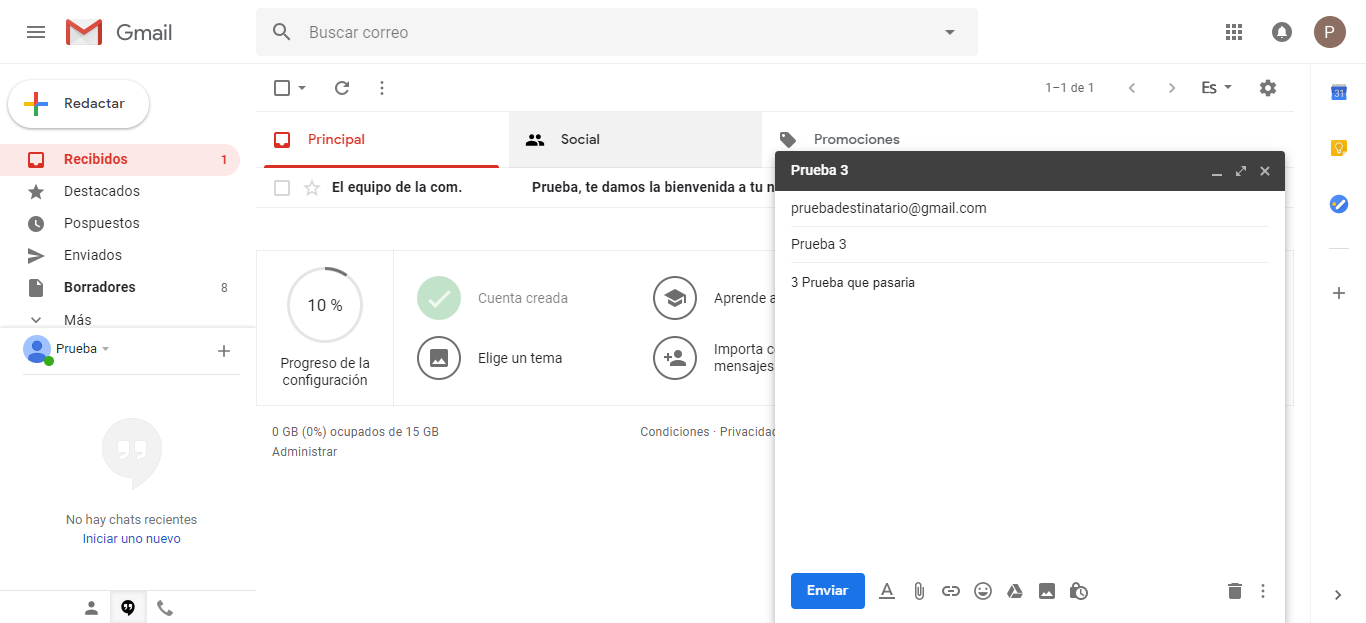 Gmail
Buscar correo
P
Redactar
1–1 de 1
Es
31
Recibidos 1
Destacados
Pospuestos
Enviados
Borradores 8
Más
Prueba
No hay chats recientes
Iniciar uno nuevo
Principal
Social
Promociones
El equipo de la com. Prueba, te damos la bienvenida a tu n
10 %
Progreso de la
configuración
Cuenta creada
Elige un tema
Aprende a
Importa co
mensajes
0 GB (0%) ocupados de 15 GB
Administrar
Condiciones · Privacidad
Prueba 3
pruebadestinatario@gmail.com
Prueba 3
3 Prueba que pasaria
Enviar